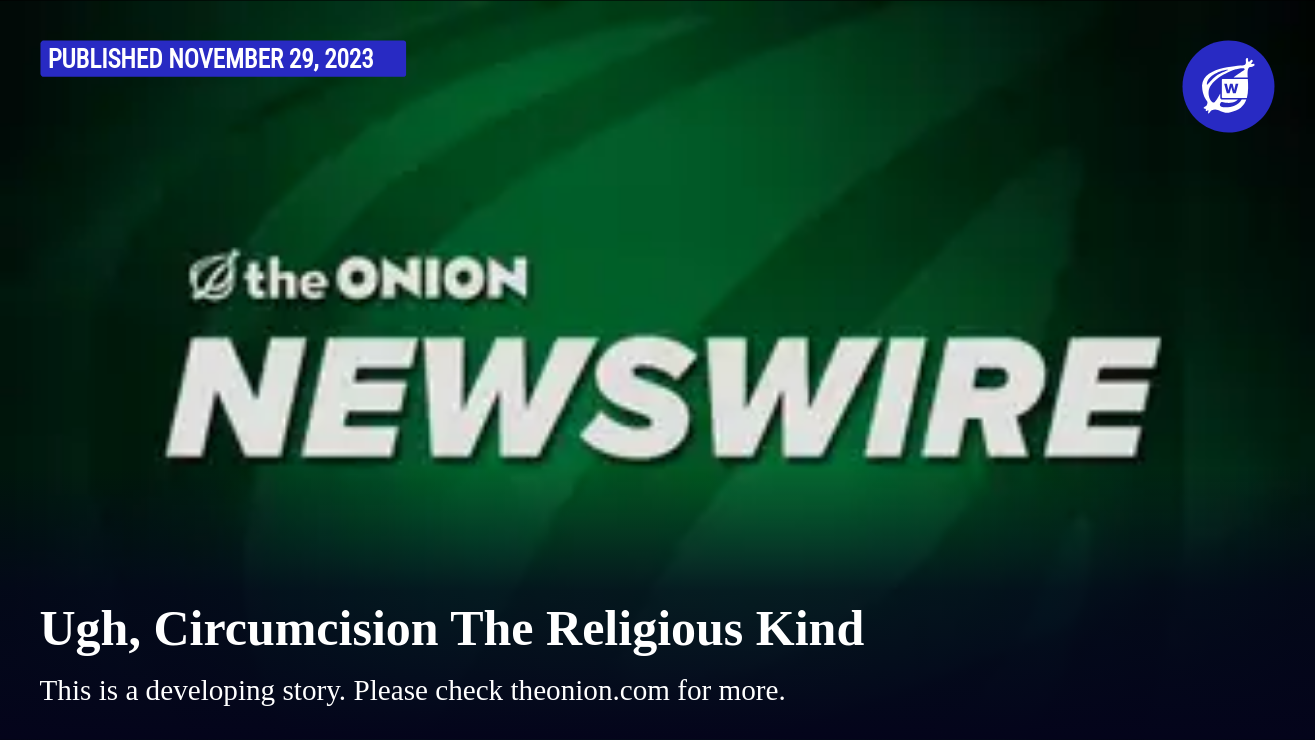 PUBLISHED NOVEMBER 29, 2023
W
the ONION
NEWSWIRE
Ugh, Circumcision The Religious Kind
This is a developing story. Please check theonion.com for more.